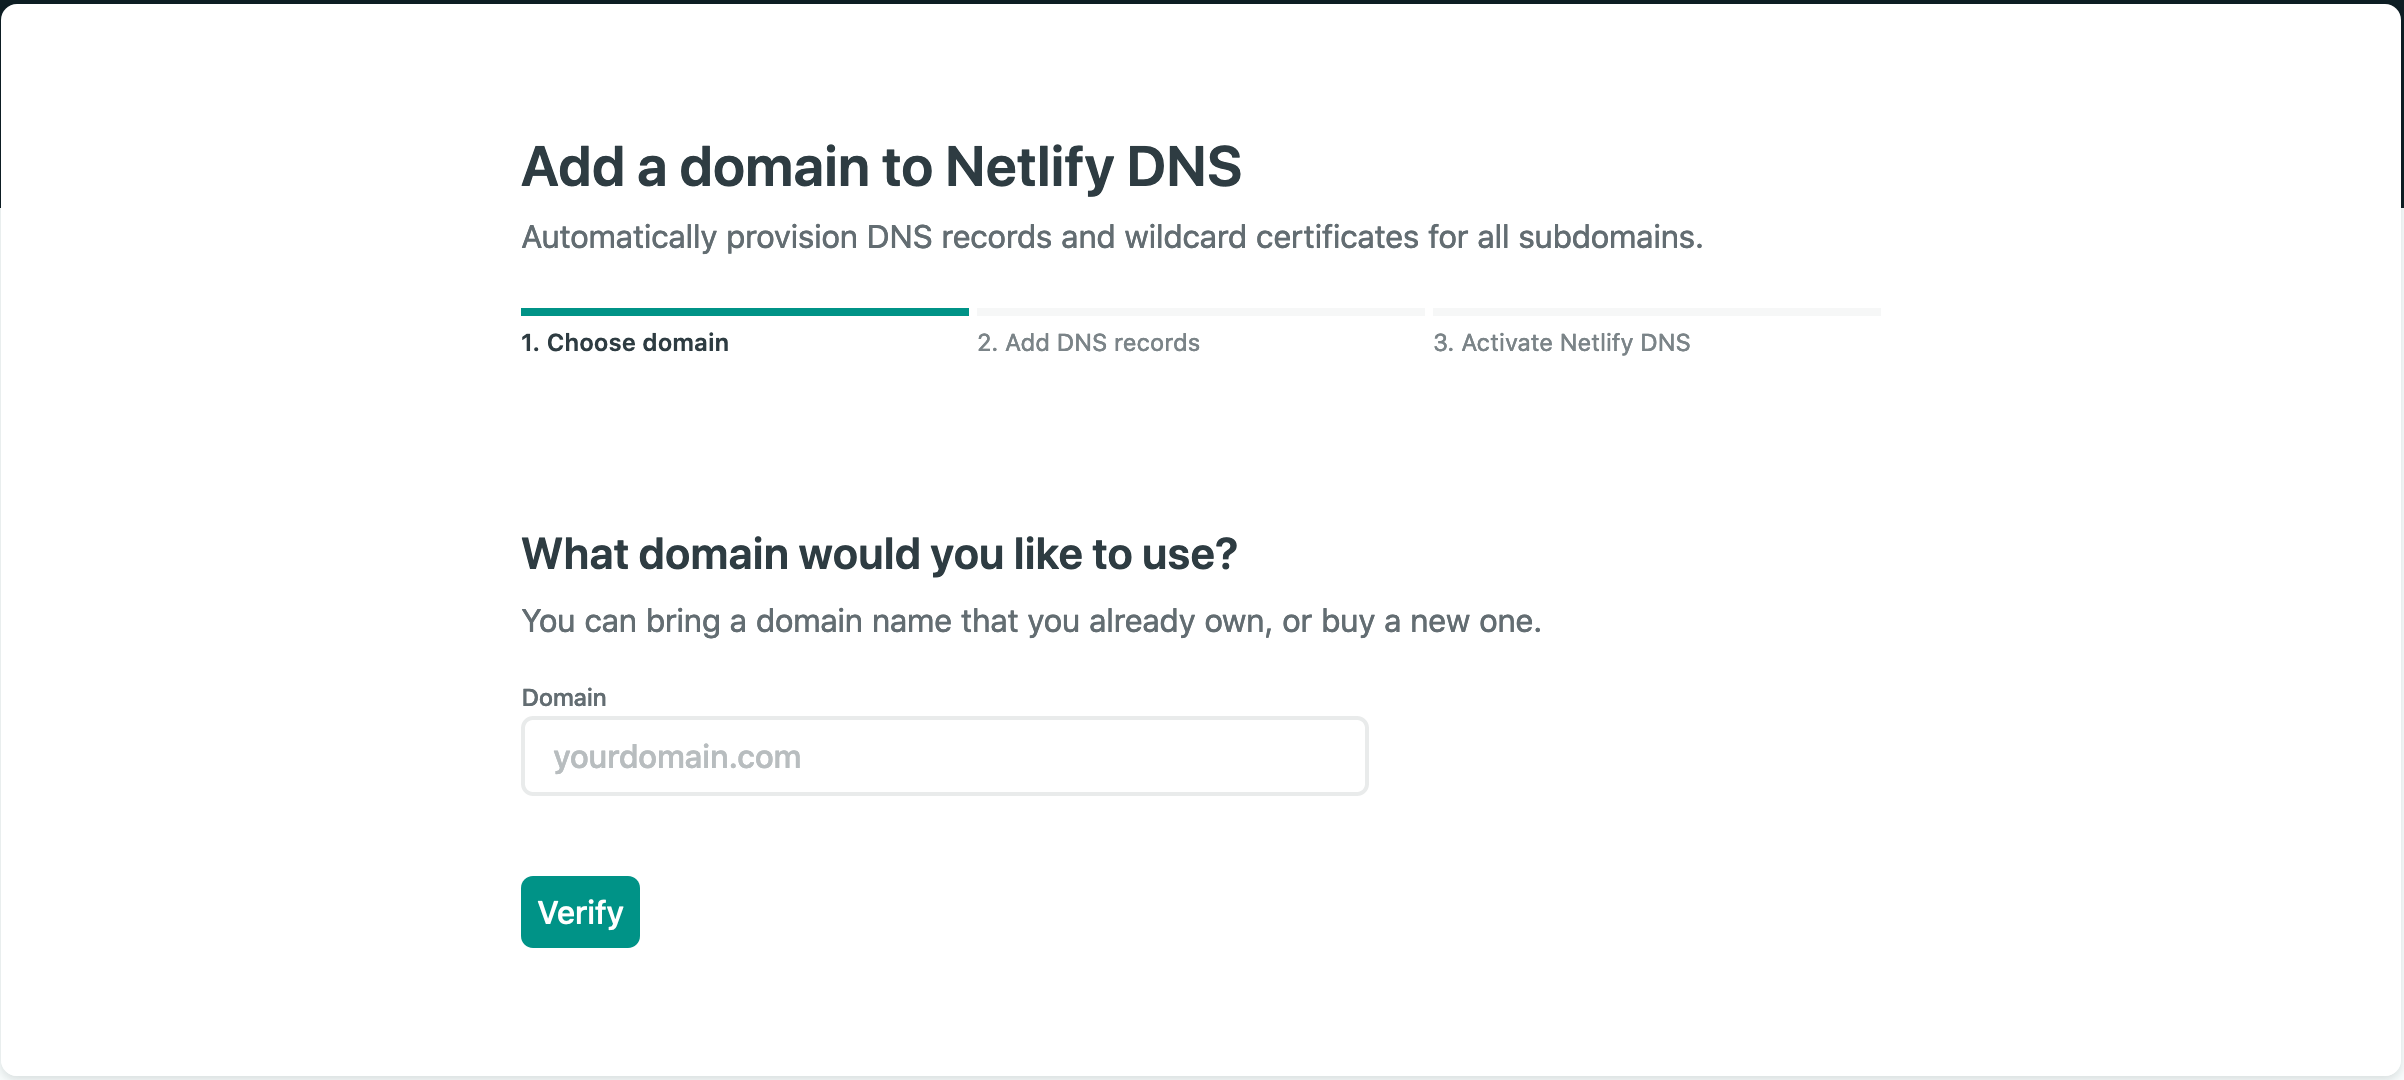 Add a domain to Netlify DNS
Automatically provision DNS records and wildcard certificates for all subdomains.
1. Choose domain
2. Add DNS records
3. Activate Netlify DNS
What domain would you like to use?
You can bring a domain name that you already own, or buy a new one.
Domain
yourdomain.com
Verify